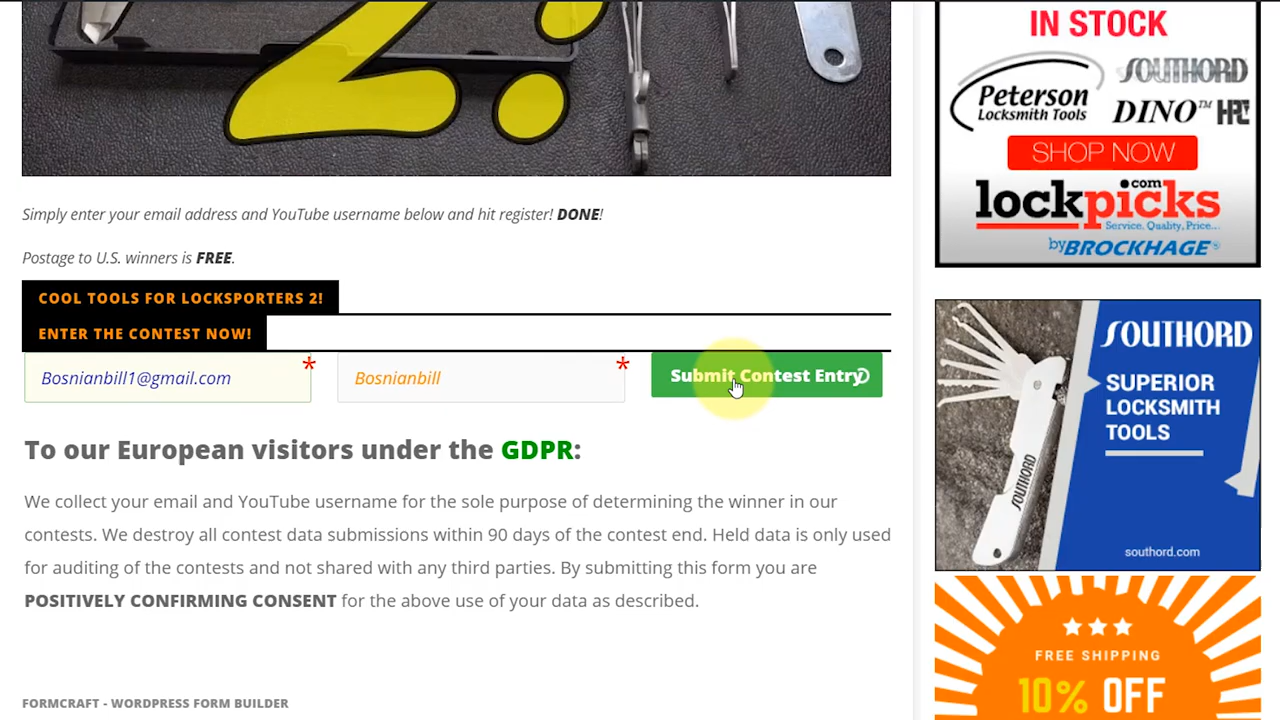 2!
Simply enter your email address and YouTube username below and hit register! DONE!
Postage to U.S. winners is FREE.
COOL TOOLS FOR LOCKSPORTERS 2!
ENTER THE CONTEST NOW!
Bosnianbill1@gmail.com *
Bosnianbill *
Submit Contest Entry
To our European visitors under the GDPR:
We collect your email and YouTube username for the sole purpose of determining the winner in our
contests. We destroy all contest data submissions within 90 days of the contest end. Held data is only used
for auditing of the contests and not shared with any third parties. By submitting this form you are
POSITIVELY CONFIRMING CONSENT for the above use of your data as described.
FORMCRAFT - WORDPRESS FORM BUILDER
IN STOCK
Peterson
Locksmith Tools
SOUTHORD
DINO™ HPC
SHOP NOW
lockpicks.com
Service, Quality, Price...
by BROCKHAGE®
SOUTHORD
SUPERIOR
LOCKSMITH
TOOLS
SOUTHORD
southord.com
FREE SHIPPING
10% OFF